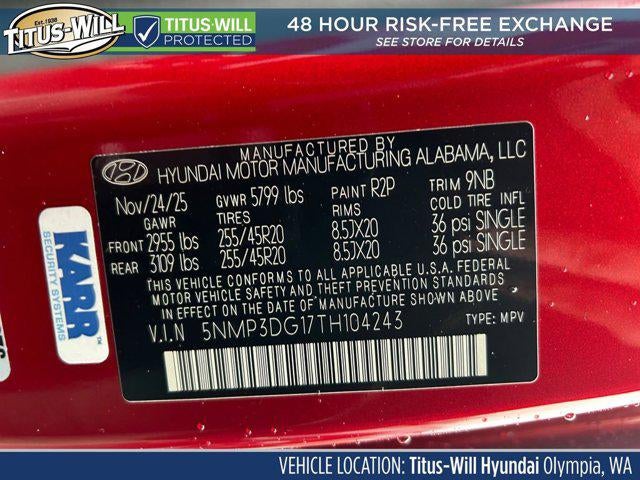 Est. 1938
TITUS-WILL
TITUS-WILL
PROTECTED
48 HOUR RISK-FREE EXCHANGE
SEE STORE FOR DETAILS
MANUFACTURED BY
HYUNDAI MOTOR MANUFACTURING ALABAMA, LLC
Nov/24/25 GVWR 5799 lbs PAINT R2P TRIM 9NB
GAWR TIRES RIMS COLD TIRE INFL
FRONT 2955 lbs 255/45R20 8.5JX20 36 psi SINGLE
REAR 3109 lbs 255/45R20 8.5JX20 36 psi SINGLE
THIS VEHICLE CONFORMS TO ALL APPLICABLE U.S.A. FEDERAL
MOTOR VEHICLE SAFETY AND THEFT PREVENTION STANDARDS
IN EFFECT ON THE DATE OF MANUFACTURE SHOWN ABOVE.
V.I.N 5NMP3DG17TH104243 TYPE: MPV
KARR™
SECURITY SYSTEMS
VEHICLE LOCATION: Titus-Will Hyundai Olympia, WA